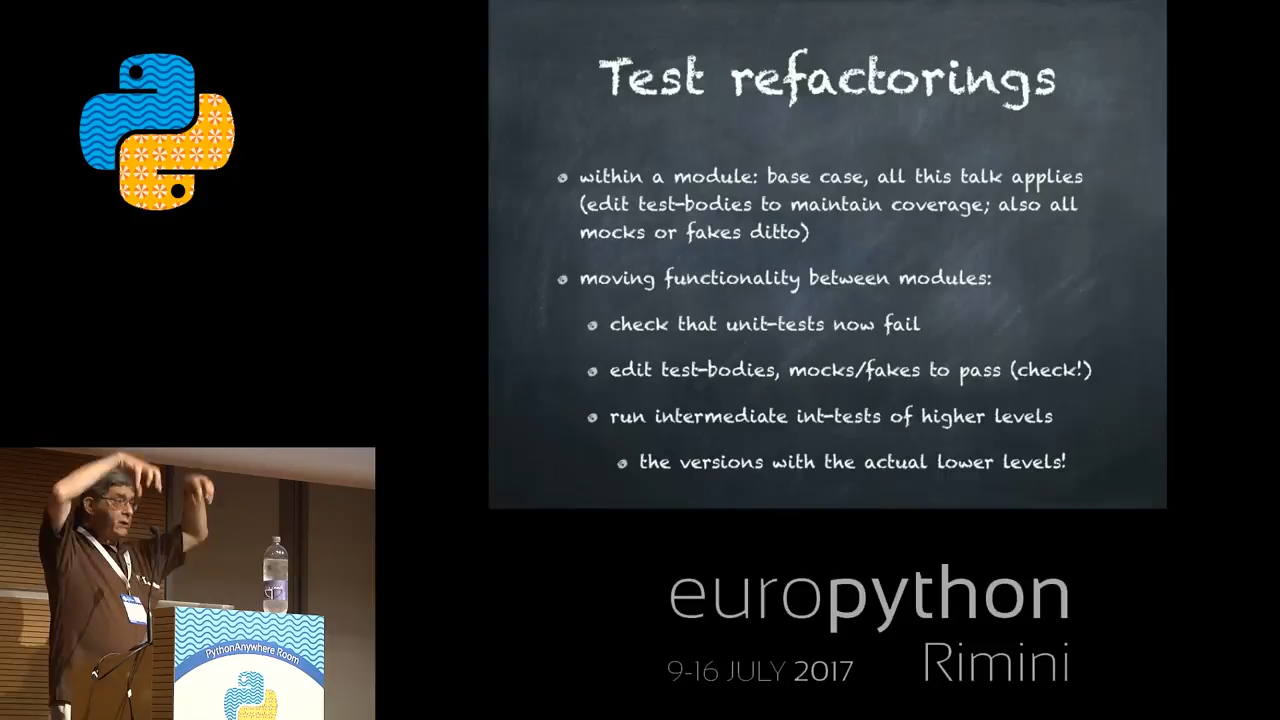 Test refactorings
within a module: base case, all this talk applies
(edit test-bodies to maintain coverage; also all
mocks or fakes ditto)
moving functionality between modules:
check that unit-tests now fail
edit test-bodies, mocks/fakes to pass (check!)
run intermediate int-tests of higher levels
the versions with the actual lower levels!
PythonAnywhere Room
europython
Rimini
9-16 JULY 2017